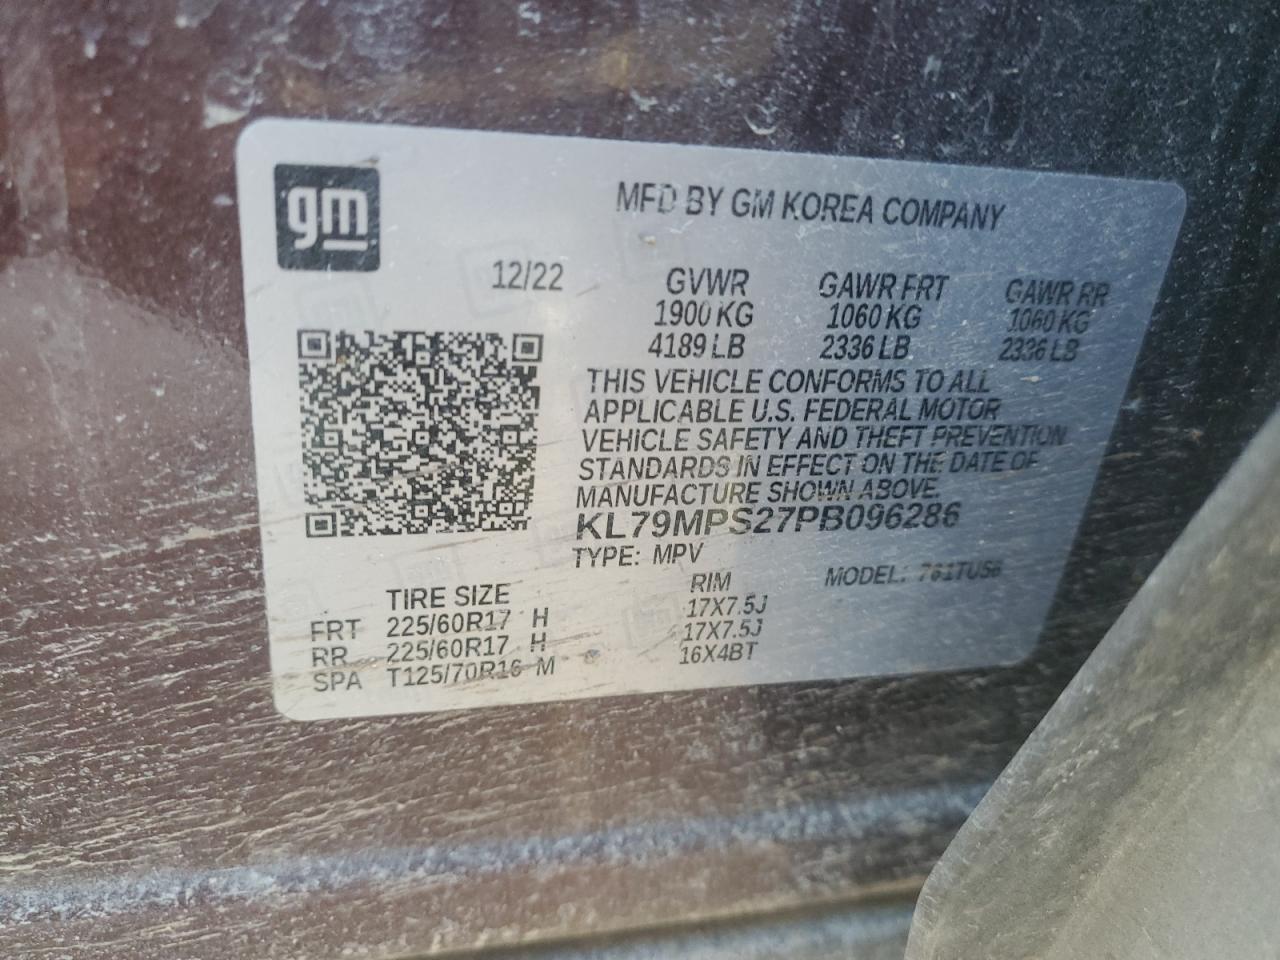 gm
MFD BY GM KOREA COMPANY
12/22 GVWR GAWR FRT GAWR RR
1900 KG 1060 KG 1060 KG
4189 LB 2336 LB 2336 LB
THIS VEHICLE CONFORMS TO ALL
APPLICABLE U.S. FEDERAL MOTOR
VEHICLE SAFETY AND THEFT PREVENTION
STANDARDS IN EFFECT ON THE DATE OF
MANUFACTURE SHOWN ABOVE.
KL79MPS27PB096286
TYPE: MPV MODEL:
TIRE SIZE RIM
FRT 225/60R17 H 17X7.5J
RR 225/60R17 H 17X7.5J
SPA T125/70R16 M 16X4BT